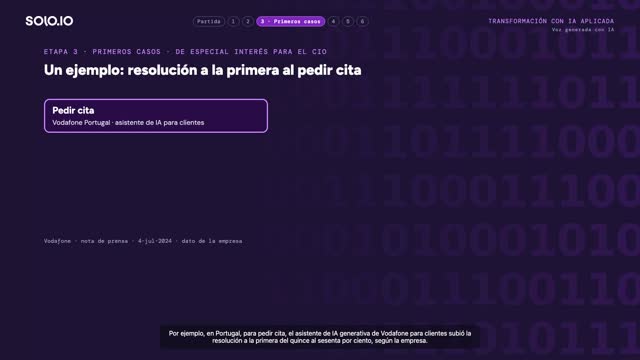 SOLO.IO
Partida 1 2 3 · Primeros casos 4 5 6
TRANSFORMACIÓN CON IA APLICADA
Voz generada con IA
ETAPA 3 · PRIMEROS CASOS · DE ESPECIAL INTERÉS PARA EL CIO
Un ejemplo: resolución a la primera al pedir cita
Pedir cita
Vodafone Portugal · asistente de IA para clientes
Vodafone · nota de prensa · 4-jul-2024 · dato de la empresa
Por ejemplo, en Portugal, para pedir cita, el asistente de IA generativa de Vodafone para clientes subió la
resolución a la primera del quince al sesenta por ciento, según la empresa.